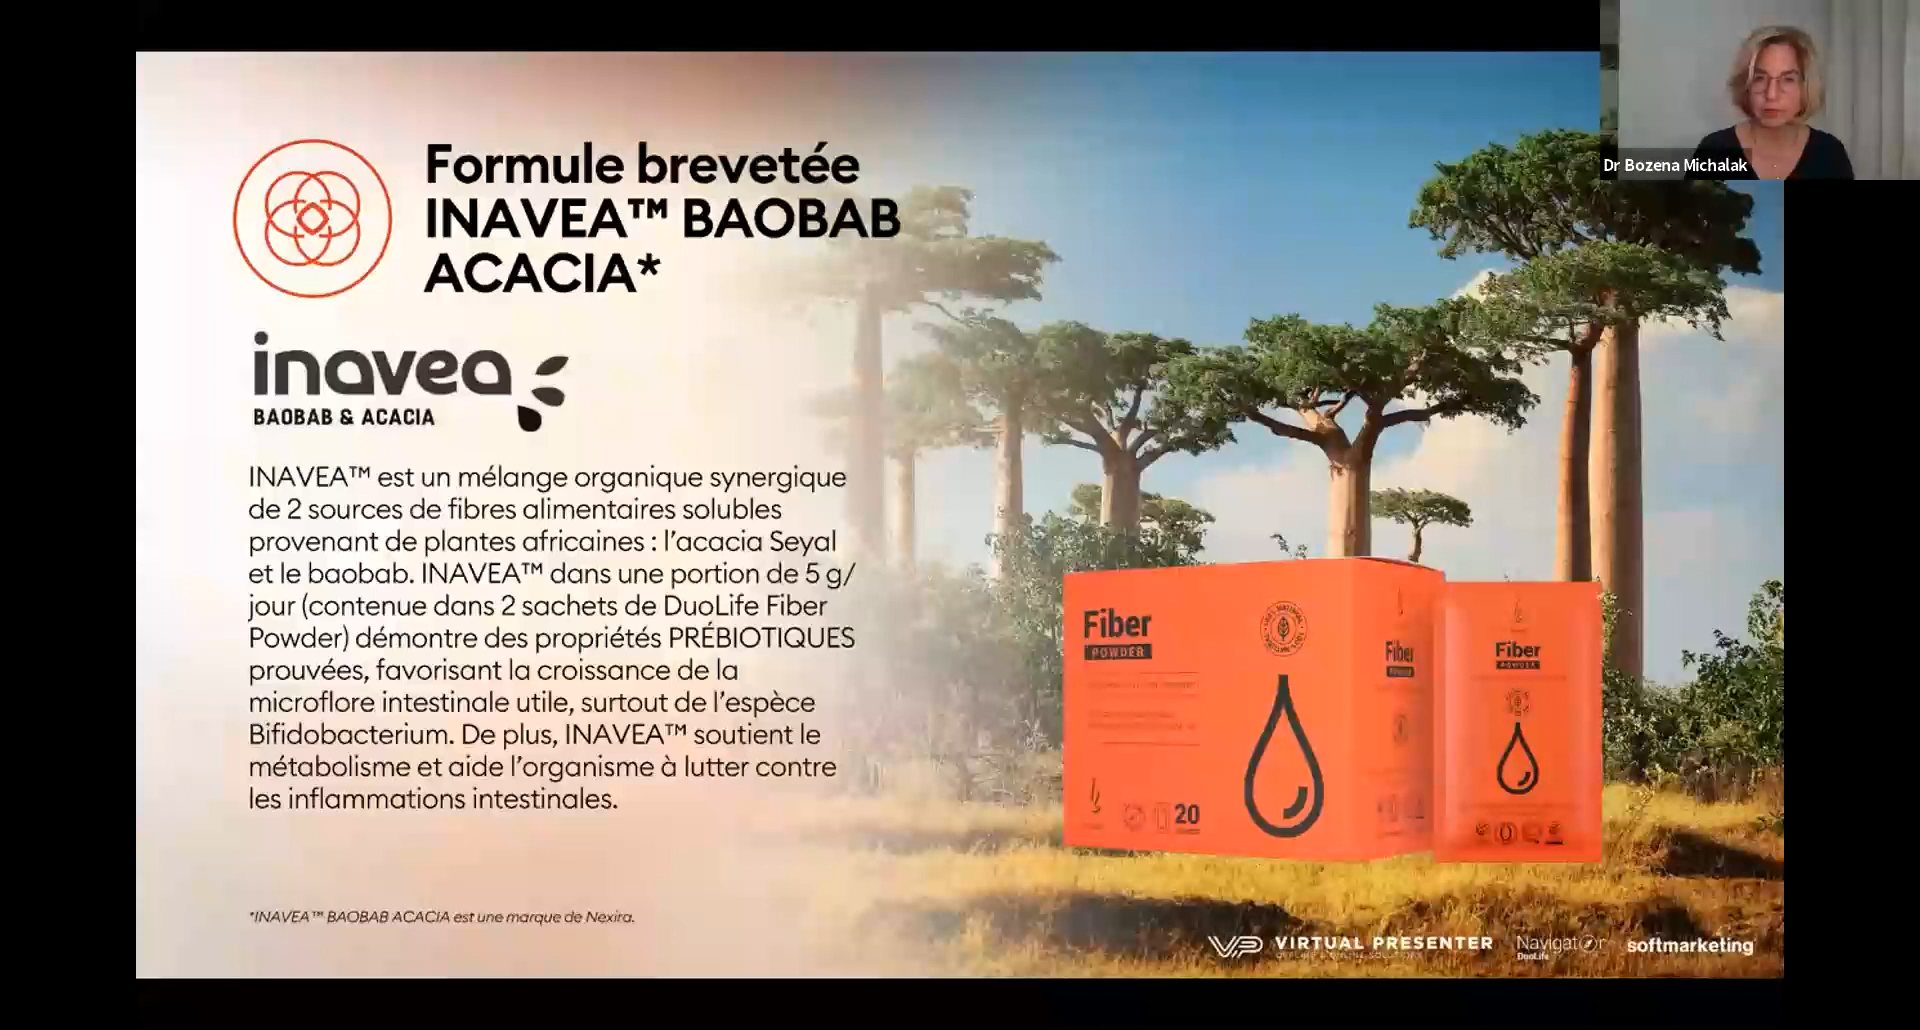 Dr Bozena Michalak
Formule brevetée
INAVEA™ BAOBAB
ACACIA*
inavea
BAOBAB & ACACIA
INAVEA™ est un mélange organique synergique
de 2 sources de fibres alimentaires solubles
provenant de plantes africaines : l'acacia Seyal
et le baobab. INAVEA™ dans une portion de 5 g/
jour (contenue dans 2 sachets de DuoLife Fiber
Powder) démontre des propriétés PRÉBIOTIQUES
prouvées, favorisant la croissance de la
microflore intestinale utile, surtout de l'espèce
Bifidobacterium. De plus, INAVEA™ soutient le
métabolisme et aide l'organisme à lutter contre
les inflammations intestinales.
*INAVEA™ BAOBAB ACACIA est une marque de Nexira.
Fiber
POWDER
20
Fiber
Fiber
POWDER
VP VIRTUAL PRESENTER
Navigator
DuoLife
softmarketing